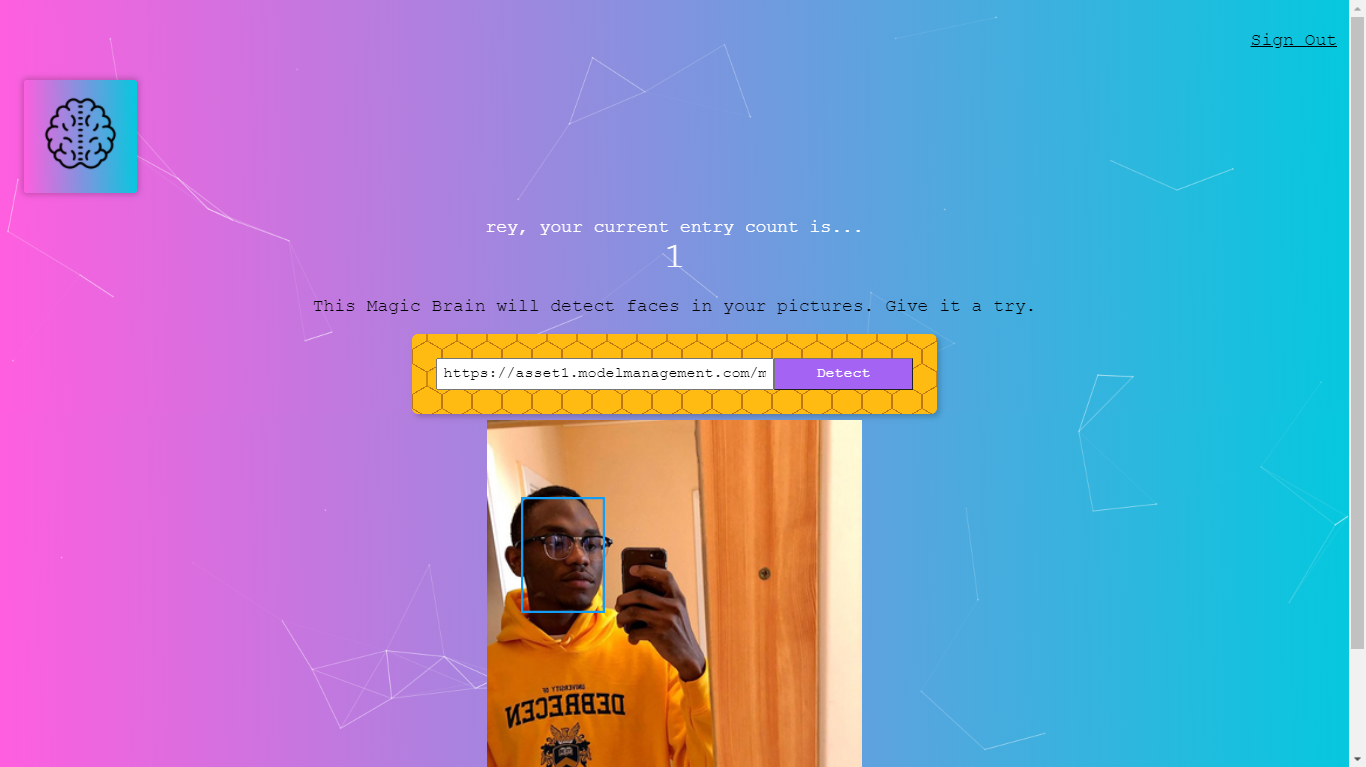 Sign Out
rey, your current entry count is...
1
This Magic Brain will detect faces in your pictures. Give it a try.
https://asset1.modelmanagement.com/m
Detect
UNIVERSITY OF
DEBRECEN